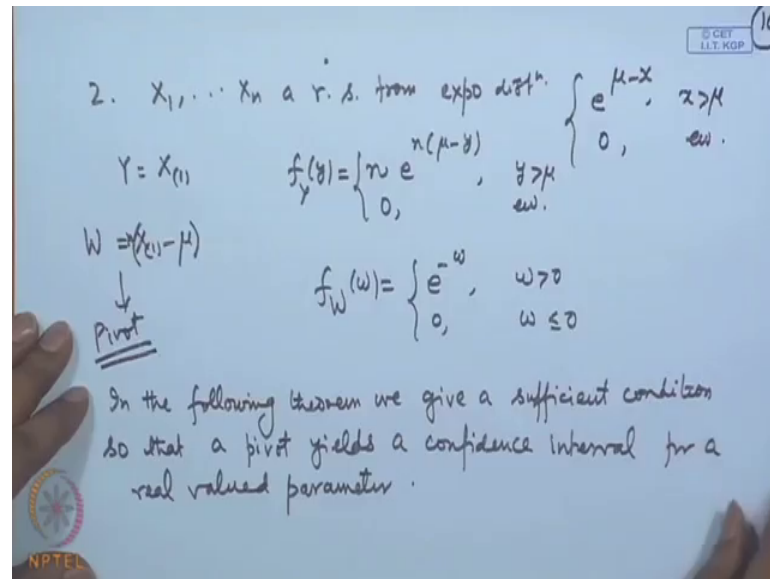 © CET
I.I.T. KGP
2. X₁, ... Xₙ a r. s. from expo distⁿ. { e^{μ-x}, x>μ
0, ew.
Y = X₍₁₎ f_Y(y) = { n e^{n(μ-y)}, y>μ
0, ew.
W = n(X₍₁₎ - μ)
f_W(w) = { e^{-w}, w>0
0, w ≤ 0
↓
Pivot
In the following theorem we give a sufficient condition
so that a pivot yields a confidence interval for a
real valued parameter.
NPTEL